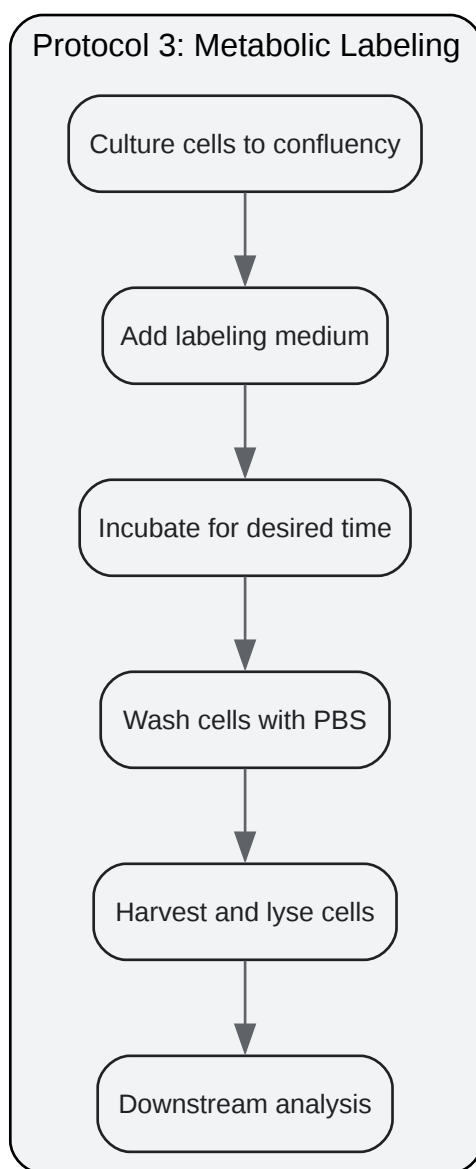 Protocol 3: Metabolic Labeling
Culture cells to confluency
Add labeling medium
Incubate for desired time
Wash cells with PBS
Harvest and lyse cells
Downstream analysis